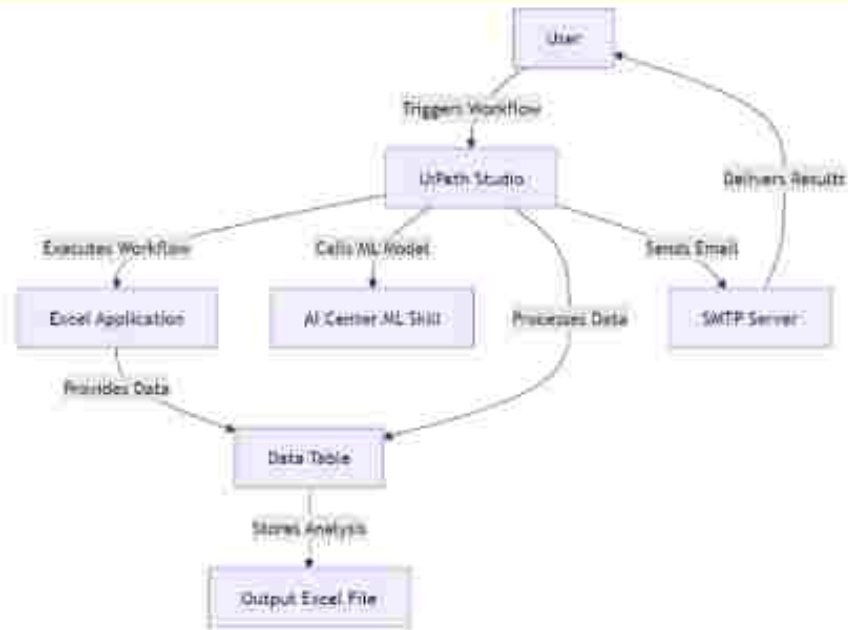 User
Triggers Workflow
UiPath Studio
Delivers Results
Executes Workflow
Calls ML Model
Sends Email
Excel Application
AI Center ML Skill
Processes Data
SMTP Server
Provides Data
Data Table
Stores Analysis
Output Excel File